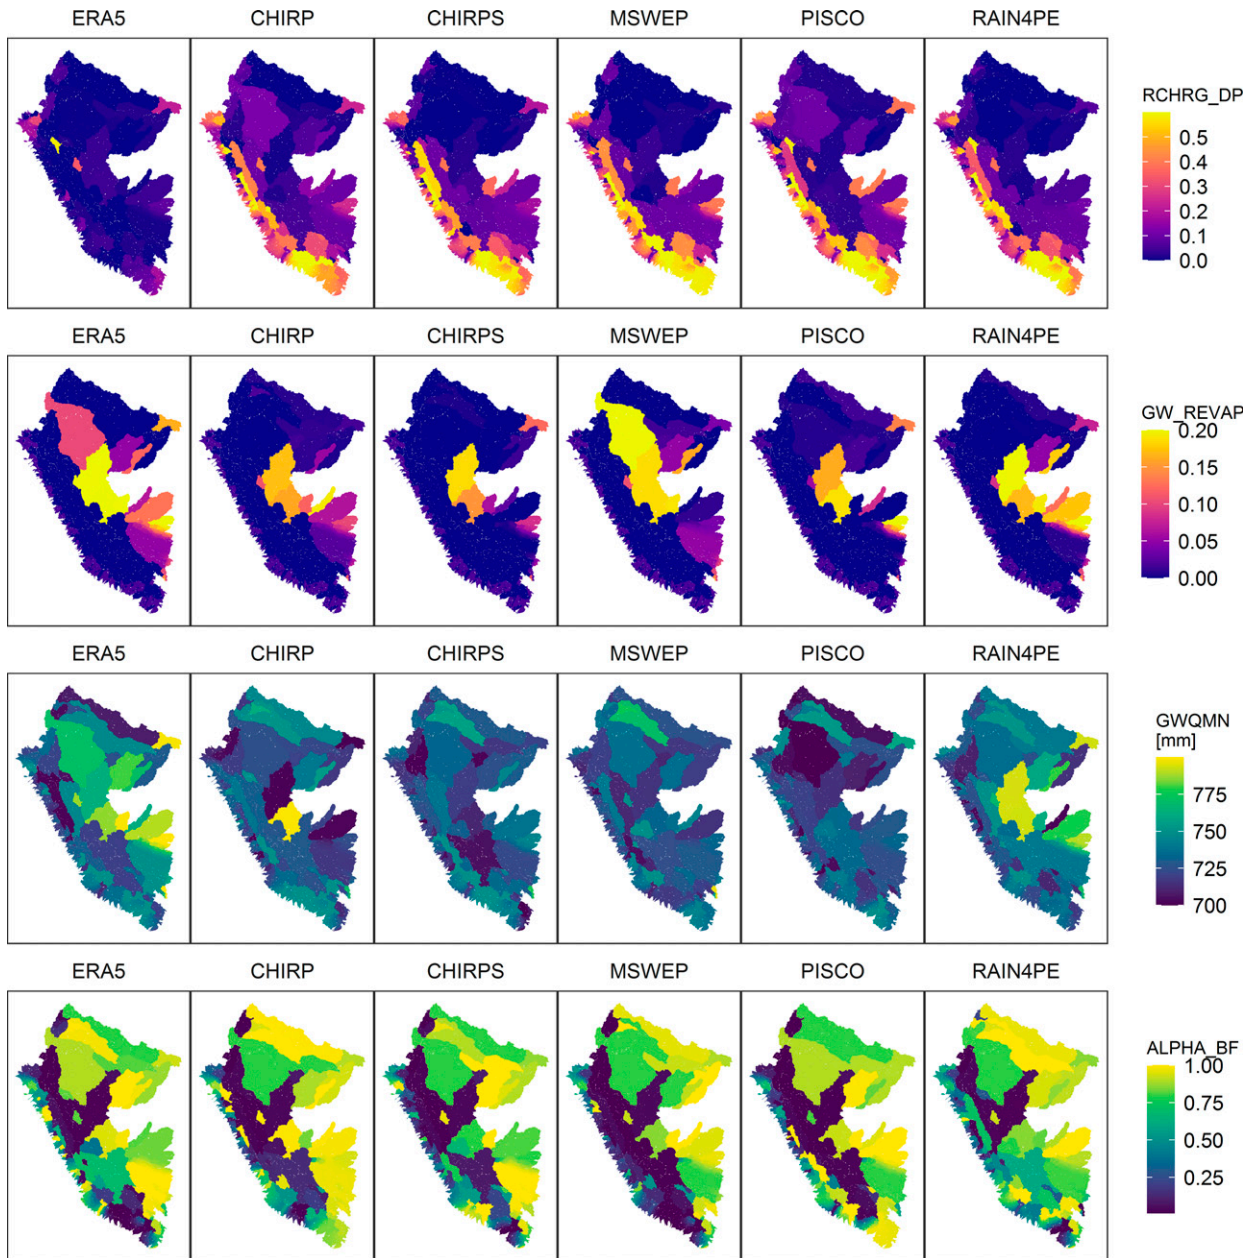 ERA5 CHIRP CHIRPS MSWEP PISCO RAIN4PE
RCHRG_DP
0.5
0.4
0.3
0.2
0.1
0.0
ERA5 CHIRP CHIRPS MSWEP PISCO RAIN4PE
GW_REVAP
0.20
0.15
0.10
0.05
0.00
ERA5 CHIRP CHIRPS MSWEP PISCO RAIN4PE
GWQMN
[mm]
775
750
725
700
ERA5 CHIRP CHIRPS MSWEP PISCO RAIN4PE
ALPHA_BF
1.00
0.75
0.50
0.25